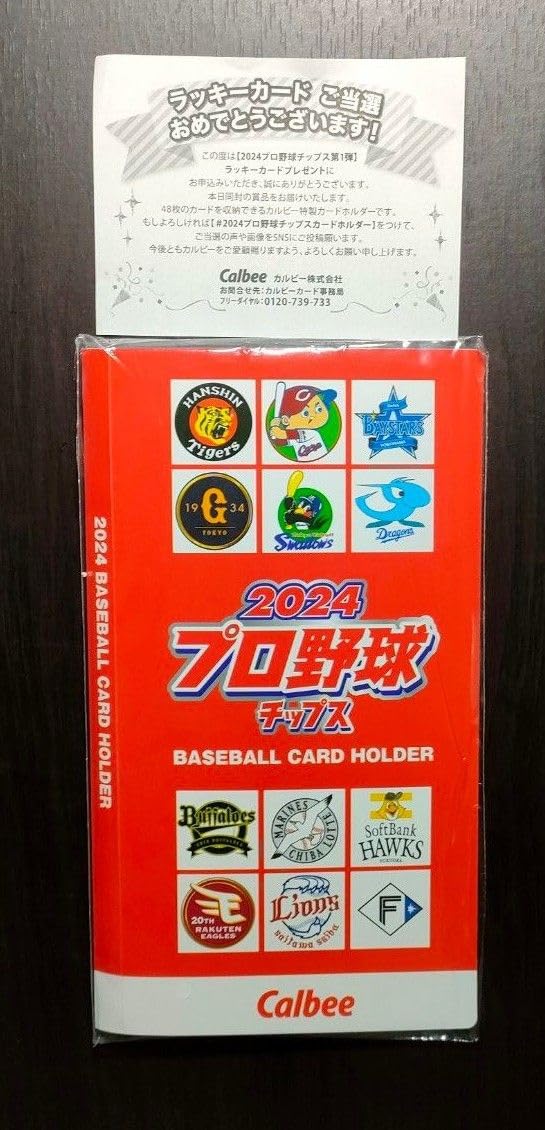 ラッキーカード ご当選
おめでとうございます!
この度は【2024プロ野球チップス第1弾】
ラッキーカードプレゼントに
お申込みいただき、誠にありがとうございます。
本日同封の賞品をお届けいたします。
48枚のカードを収納できるカルビー特製カードホルダーです。
もしよろしければ【#2024プロ野球チップスカードホルダー】をつけて、
ご当選の声や画像をSNSにご投稿願います。
今後ともカルビーをご愛顧賜りますよう、よろしくお願い申し上げます。
Calbee カルビー株式会社
お問合せ先:カルビーカード事務局
フリーダイヤル:0120-739-733
2024 BASEBALL CARD HOLDER
HANSHIN
Tigers
C
Carp
BAYSTARS
19 G 34
TOKYO
Swallows
Dragons
2024
プロ野球
チップス
BASEBALL CARD HOLDER
Buffaloes
MARINES
CHIBA LOTTE
SoftBank
HAWKS
E
20TH
RAKUTEN
EAGLES
Lions
saitama seibu
F
Calbee